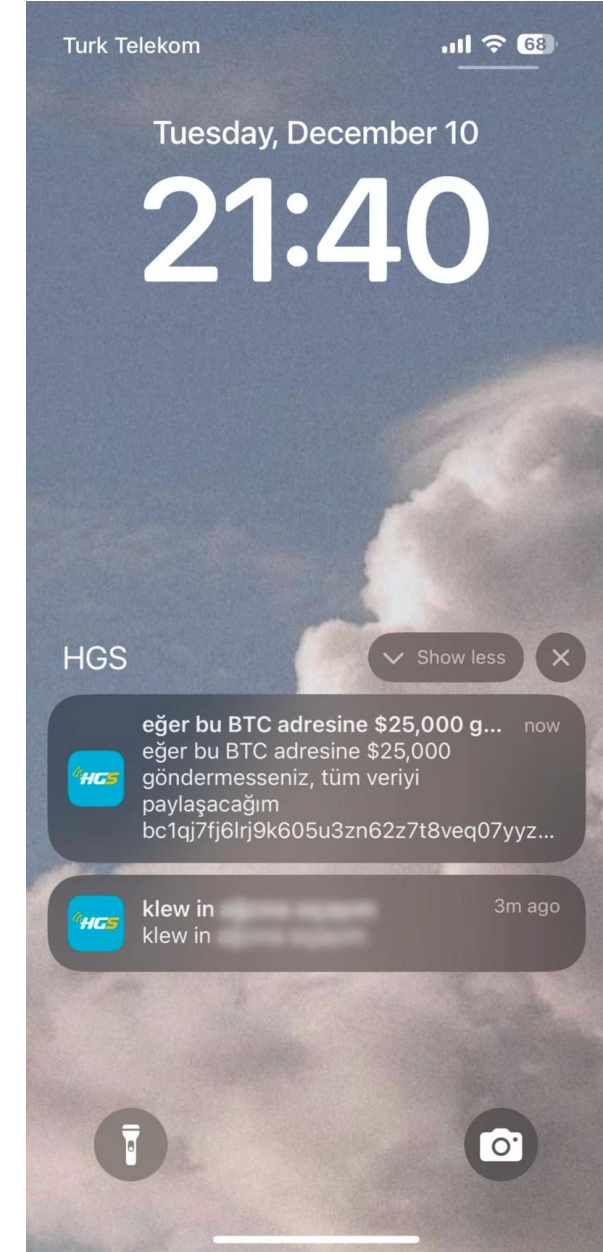 Turk Telekom
68
Tuesday, December 10
21:40
HGS
Show less
eğer bu BTC adresine $25,000 g... now
HGS
eğer bu BTC adresine $25,000
göndermesseniz, tüm veriyi
paylaşacağım
bc1qj7fj6lrj9k605u3zn62z7t8veq07yyz...
klew in
3m ago
HGS
klew in